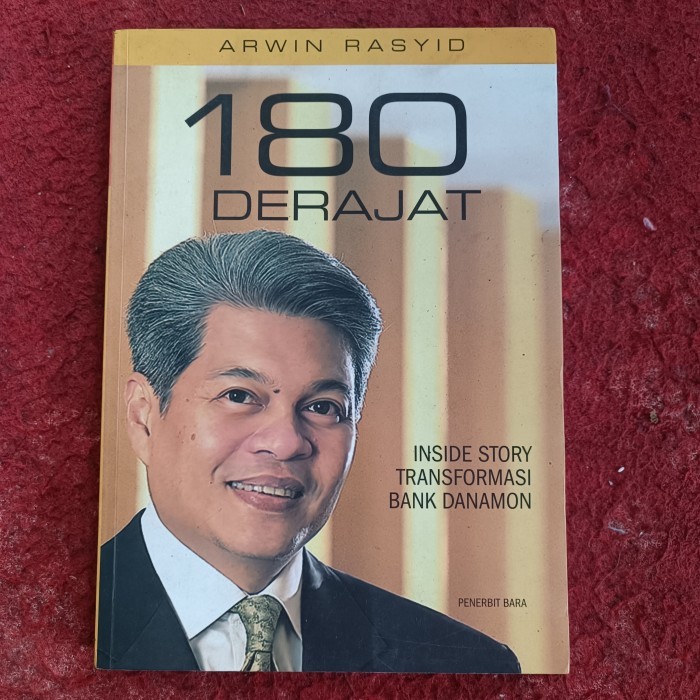 ARWIN RASYID
180
DERAJAT
INSIDE STORY
TRANSFORMASI
BANK DANAMON
PENERBIT BARA